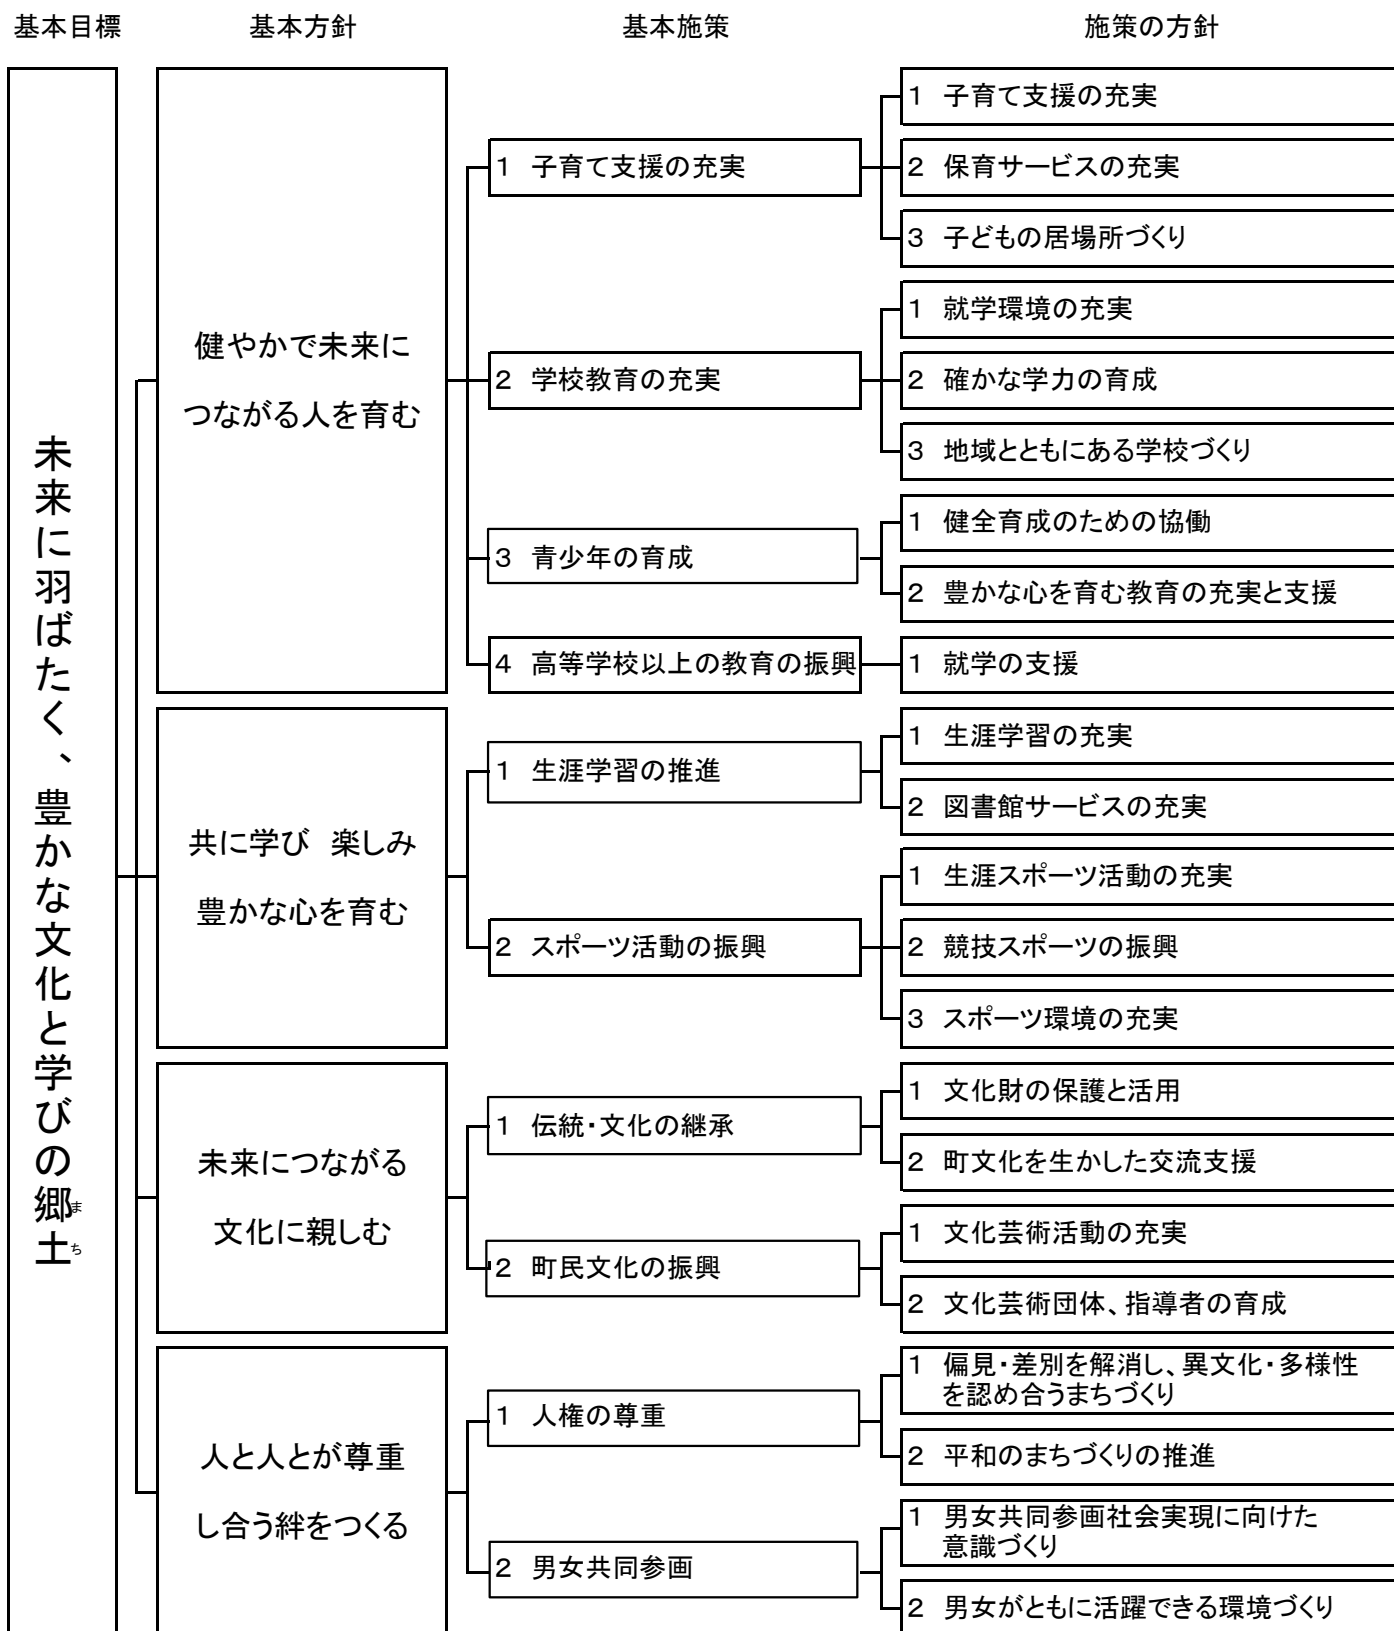 基本目標 基本方針 基本施策 施策の方針
未来に羽ばたく、豊かな文化と学びの郷土
まち
健やかで未来に
つながる人を育む
1 子育て支援の充実
1 子育て支援の充実
2 保育サービスの充実
3 子どもの居場所づくり
2 学校教育の充実
1 就学環境の充実
2 確かな学力の育成
3 地域とともにある学校づくり
3 青少年の育成
1 健全育成のための協働
2 豊かな心を育む教育の充実と支援
4 高等学校以上の教育の振興
1 就学の支援
共に学び 楽しみ
豊かな心を育む
1 生涯学習の推進
1 生涯学習の充実
2 図書館サービスの充実
2 スポーツ活動の振興
1 生涯スポーツ活動の充実
2 競技スポーツの振興
3 スポーツ環境の充実
未来につながる
文化に親しむ
1 伝統・文化の継承
1 文化財の保護と活用
2 町文化を生かした交流支援
2 町民文化の振興
1 文化芸術活動の充実
2 文化芸術団体、指導者の育成
人と人とが尊重
し合う絆をつくる
1 人権の尊重
1 偏見・差別を解消し、異文化・多様性
を認め合うまちづくり
2 平和のまちづくりの推進
2 男女共同参画
1 男女共同参画社会実現に向けた
意識づくり
2 男女がともに活躍できる環境づくり